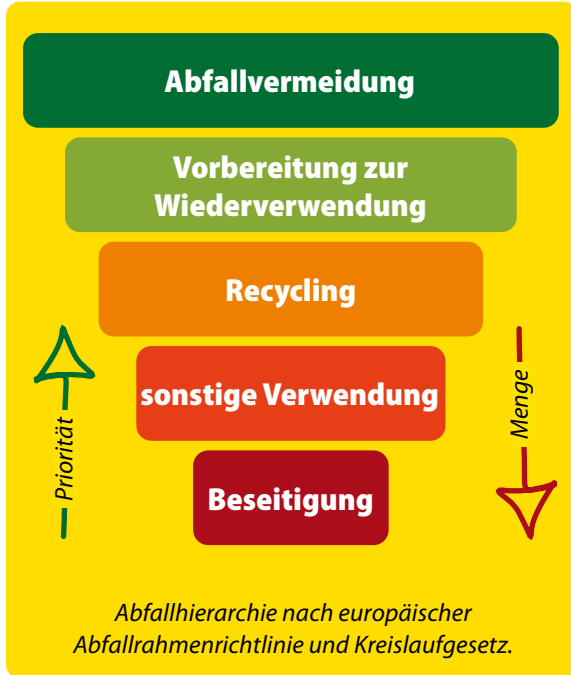 Abfallvermeidung
Vorbereitung zur
Wiederverwendung
Recycling
sonstige Verwendung
Beseitigung
Priorität
Menge
Abfallhierarchie nach europäischer
Abfallrahmenrichtlinie und Kreislaufgesetz.